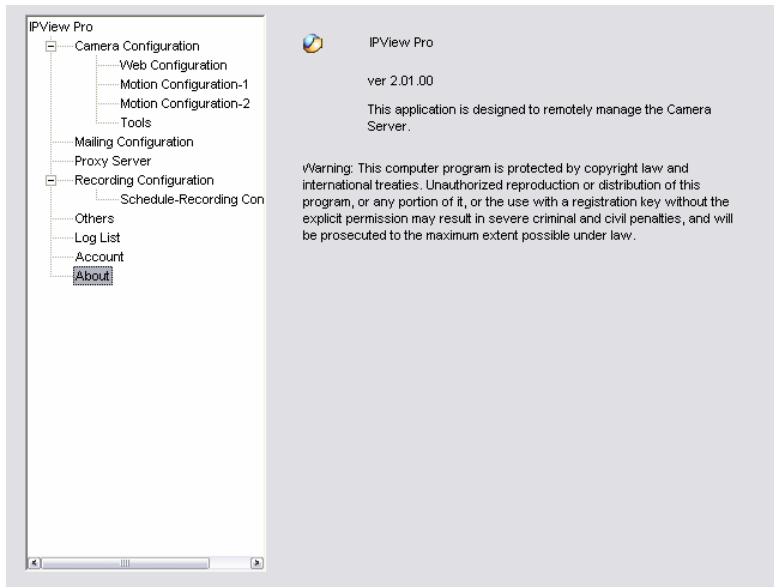 IPView Pro
Camera Configuration
Web Configuration
Motion Configuration-1
Motion Configuration-2
Tools
Mailing Configuration
Proxy Server
Recording Configuration
Schedule-Recording Con
Others
Log List
Account
About
IPView Pro
ver 2.01.00
This application is designed to remotely manage the Camera
Server.
Warning: This computer program is protected by copyright law and
international treaties. Unauthorized reproduction or distribution of this
program, or any portion of it, or the use with a registration key without the
explicit permission may result in severe criminal and civil penalties, and will
be prosecuted to the maximum extent possible under law.